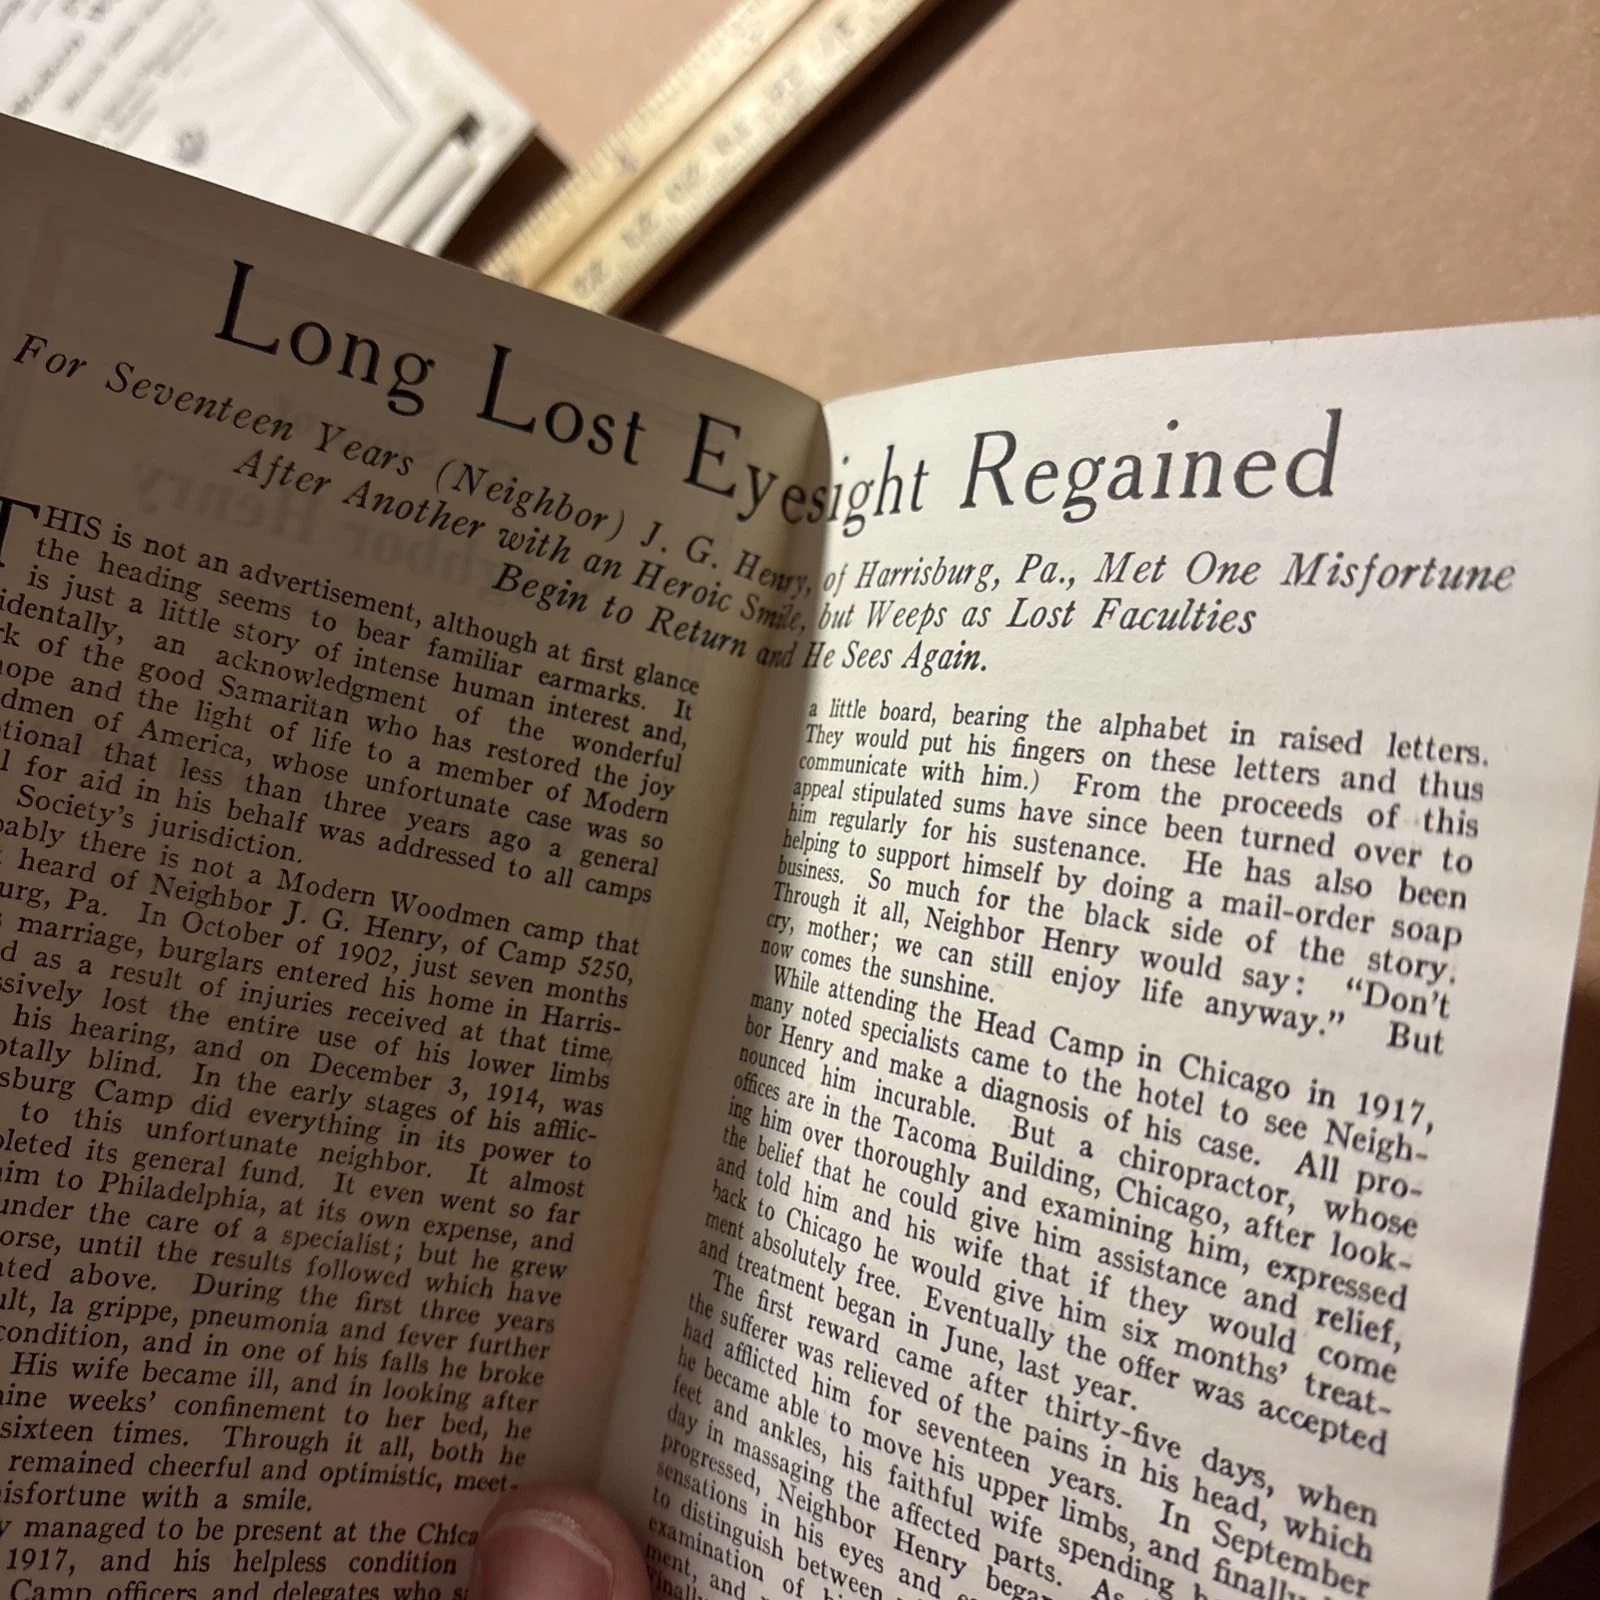 Long Lost Eyesight Regained
For Seventeen Years (Neighbor) J. G. Henry, of Harrisburg, Pa., Met One Misfortune
After Another with an Heroic Smile, but Weeps as Lost Faculties
Begin to Return and He Sees Again.
THIS is not an advertisement, although at first glance
the heading seems to bear familiar earmarks. It
is just a little story of intense human interest and,
identally, an acknowledgment of the wonderful
rk of the good Samaritan who has restored the joy
hope and the light of life to a member of Modern
dmen of America, whose unfortunate case was so
tional that less than three years ago a general
l for aid in his behalf was addressed to all camps
Society's jurisdiction.
bably there is not a Modern Woodmen camp that
t heard of Neighbor J. G. Henry, of Camp 5250,
urg, Pa. In October of 1902, just seven months
s marriage, burglars entered his home in Harris-
d as a result of injuries received at that time,
ssively lost the entire use of his lower limbs
his hearing, and on December 3, 1914, was
otally blind. In the early stages of his afflic-
sburg Camp did everything in its power to
to this unfortunate neighbor. It almost
pleted its general fund. It even went so far
him to Philadelphia, at its own expense, and
under the care of a specialist; but he grew
orse, until the results followed which have
ated above. During the first three years
ult, la grippe, pneumonia and fever further
condition, and in one of his falls he broke
His wife became ill, and in looking after
nine weeks' confinement to her bed, he
sixteen times. Through it all, both he
remained cheerful and optimistic, meet-
isfortune with a smile.
y managed to be present at the Chica
1917, and his helpless condition
Camp officers and delegates who s
a little board, bearing the alphabet in raised letters.
They would put his fingers on these letters and thus
communicate with him.) From the proceeds of this
appeal stipulated sums have since been turned over to
him regularly for his sustenance. He has also been
helping to support himself by doing a mail-order soap
business. So much for the black side of the story.
Through it all, Neighbor Henry would say: "Don't
cry, mother; we can still enjoy life anyway." But
now comes the sunshine.
While attending the Head Camp in Chicago in 1917,
many noted specialists came to the hotel to see Neigh-
bor Henry and make a diagnosis of his case. All pro-
nounced him incurable. But a chiropractor, whose
offices are in the Tacoma Building, Chicago, after look-
ing him over thoroughly and examining him, expressed
the belief that he could give him assistance and relief,
and told him and his wife that if they would come
back to Chicago he would give him six months' treat-
ment absolutely free. Eventually the offer was accepted
and treatment began in June, last year.
The first reward came after thirty-five days, when
the sufferer was relieved of the pains in his head, which
had afflicted him for seventeen years. In September
he became able to move his upper limbs, and finally
feet and ankles, his faithful wife spending h
day in massaging the affected parts. As
progressed, Neighbor Henry began
sensations in his eyes and
to distinguish between
examination of
ment, and
Finally